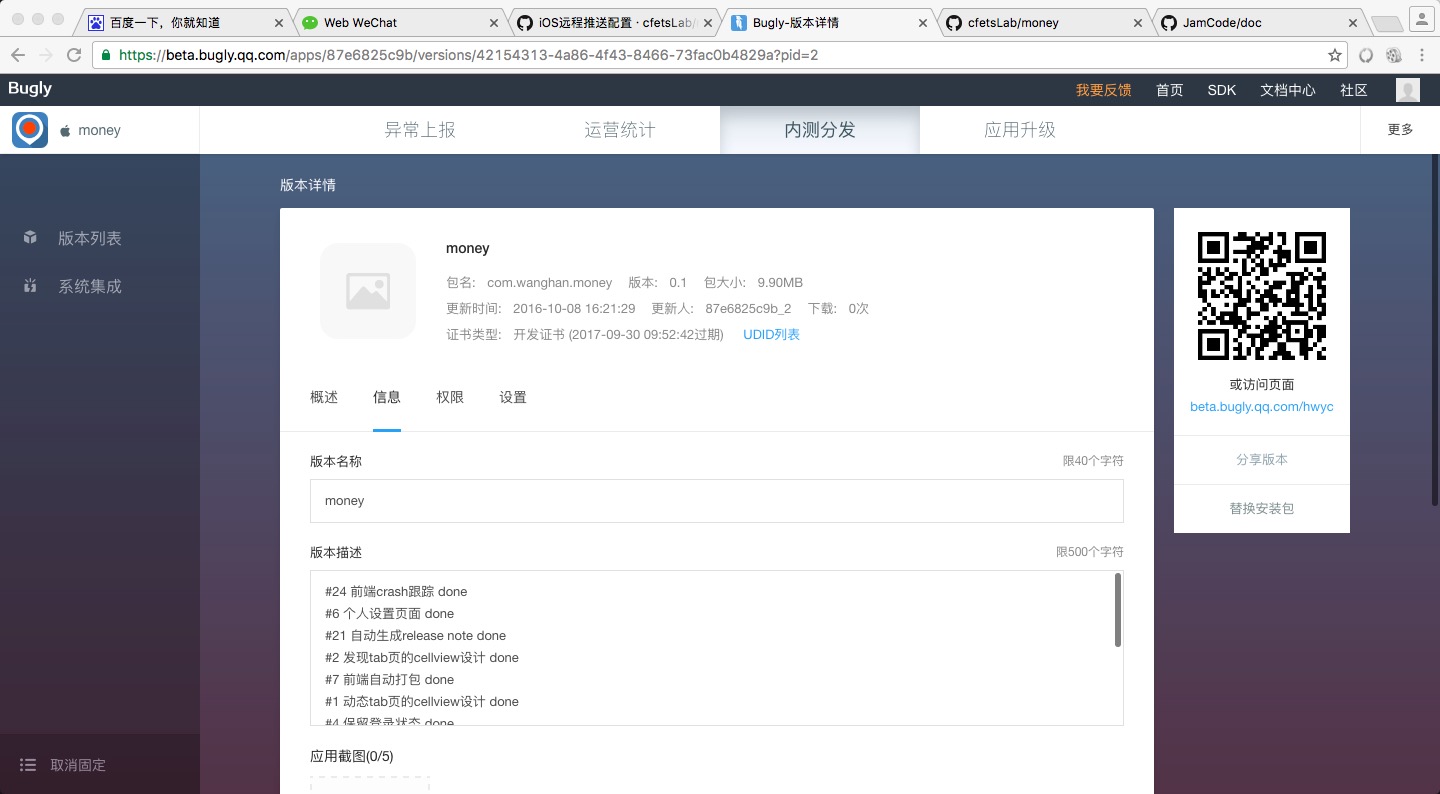 百度一下，你就知道
Web WeChat
iOS远程推送配置 · cfetsLab/
Bugly-版本详情
cfetsLab/money
JamCode/doc
https://beta.bugly.qq.com/apps/87e6825c9b/versions/42154313-4a86-4f43-8466-73fac0b4829a?pid=2
Bugly
我要反馈 首页 SDK 文档中心 社区
money
异常上报 运营统计 内测分发 应用升级 更多
版本列表
系统集成
取消固定
版本详情
money
包名: com.wanghan.money 版本: 0.1 包大小: 9.90MB
更新时间: 2016-10-08 16:21:29 更新人: 87e6825c9b_2 下载: 0次
证书类型: 开发证书 (2017-09-30 09:52:42过期) UDID列表
概述 信息 权限 设置
版本名称 限40个字符
money
版本描述 限500个字符
#24 前端crash跟踪 done
#6 个人设置页面 done
#21 自动生成release note done
#2 发现tab页的cellview设计 done
#7 前端自动打包 done
#1 动态tab页的cellview设计 done
#4 保留登录状态 done
应用截图(0/5)
或访问页面
beta.bugly.qq.com/hwyc
分享版本
替换安装包